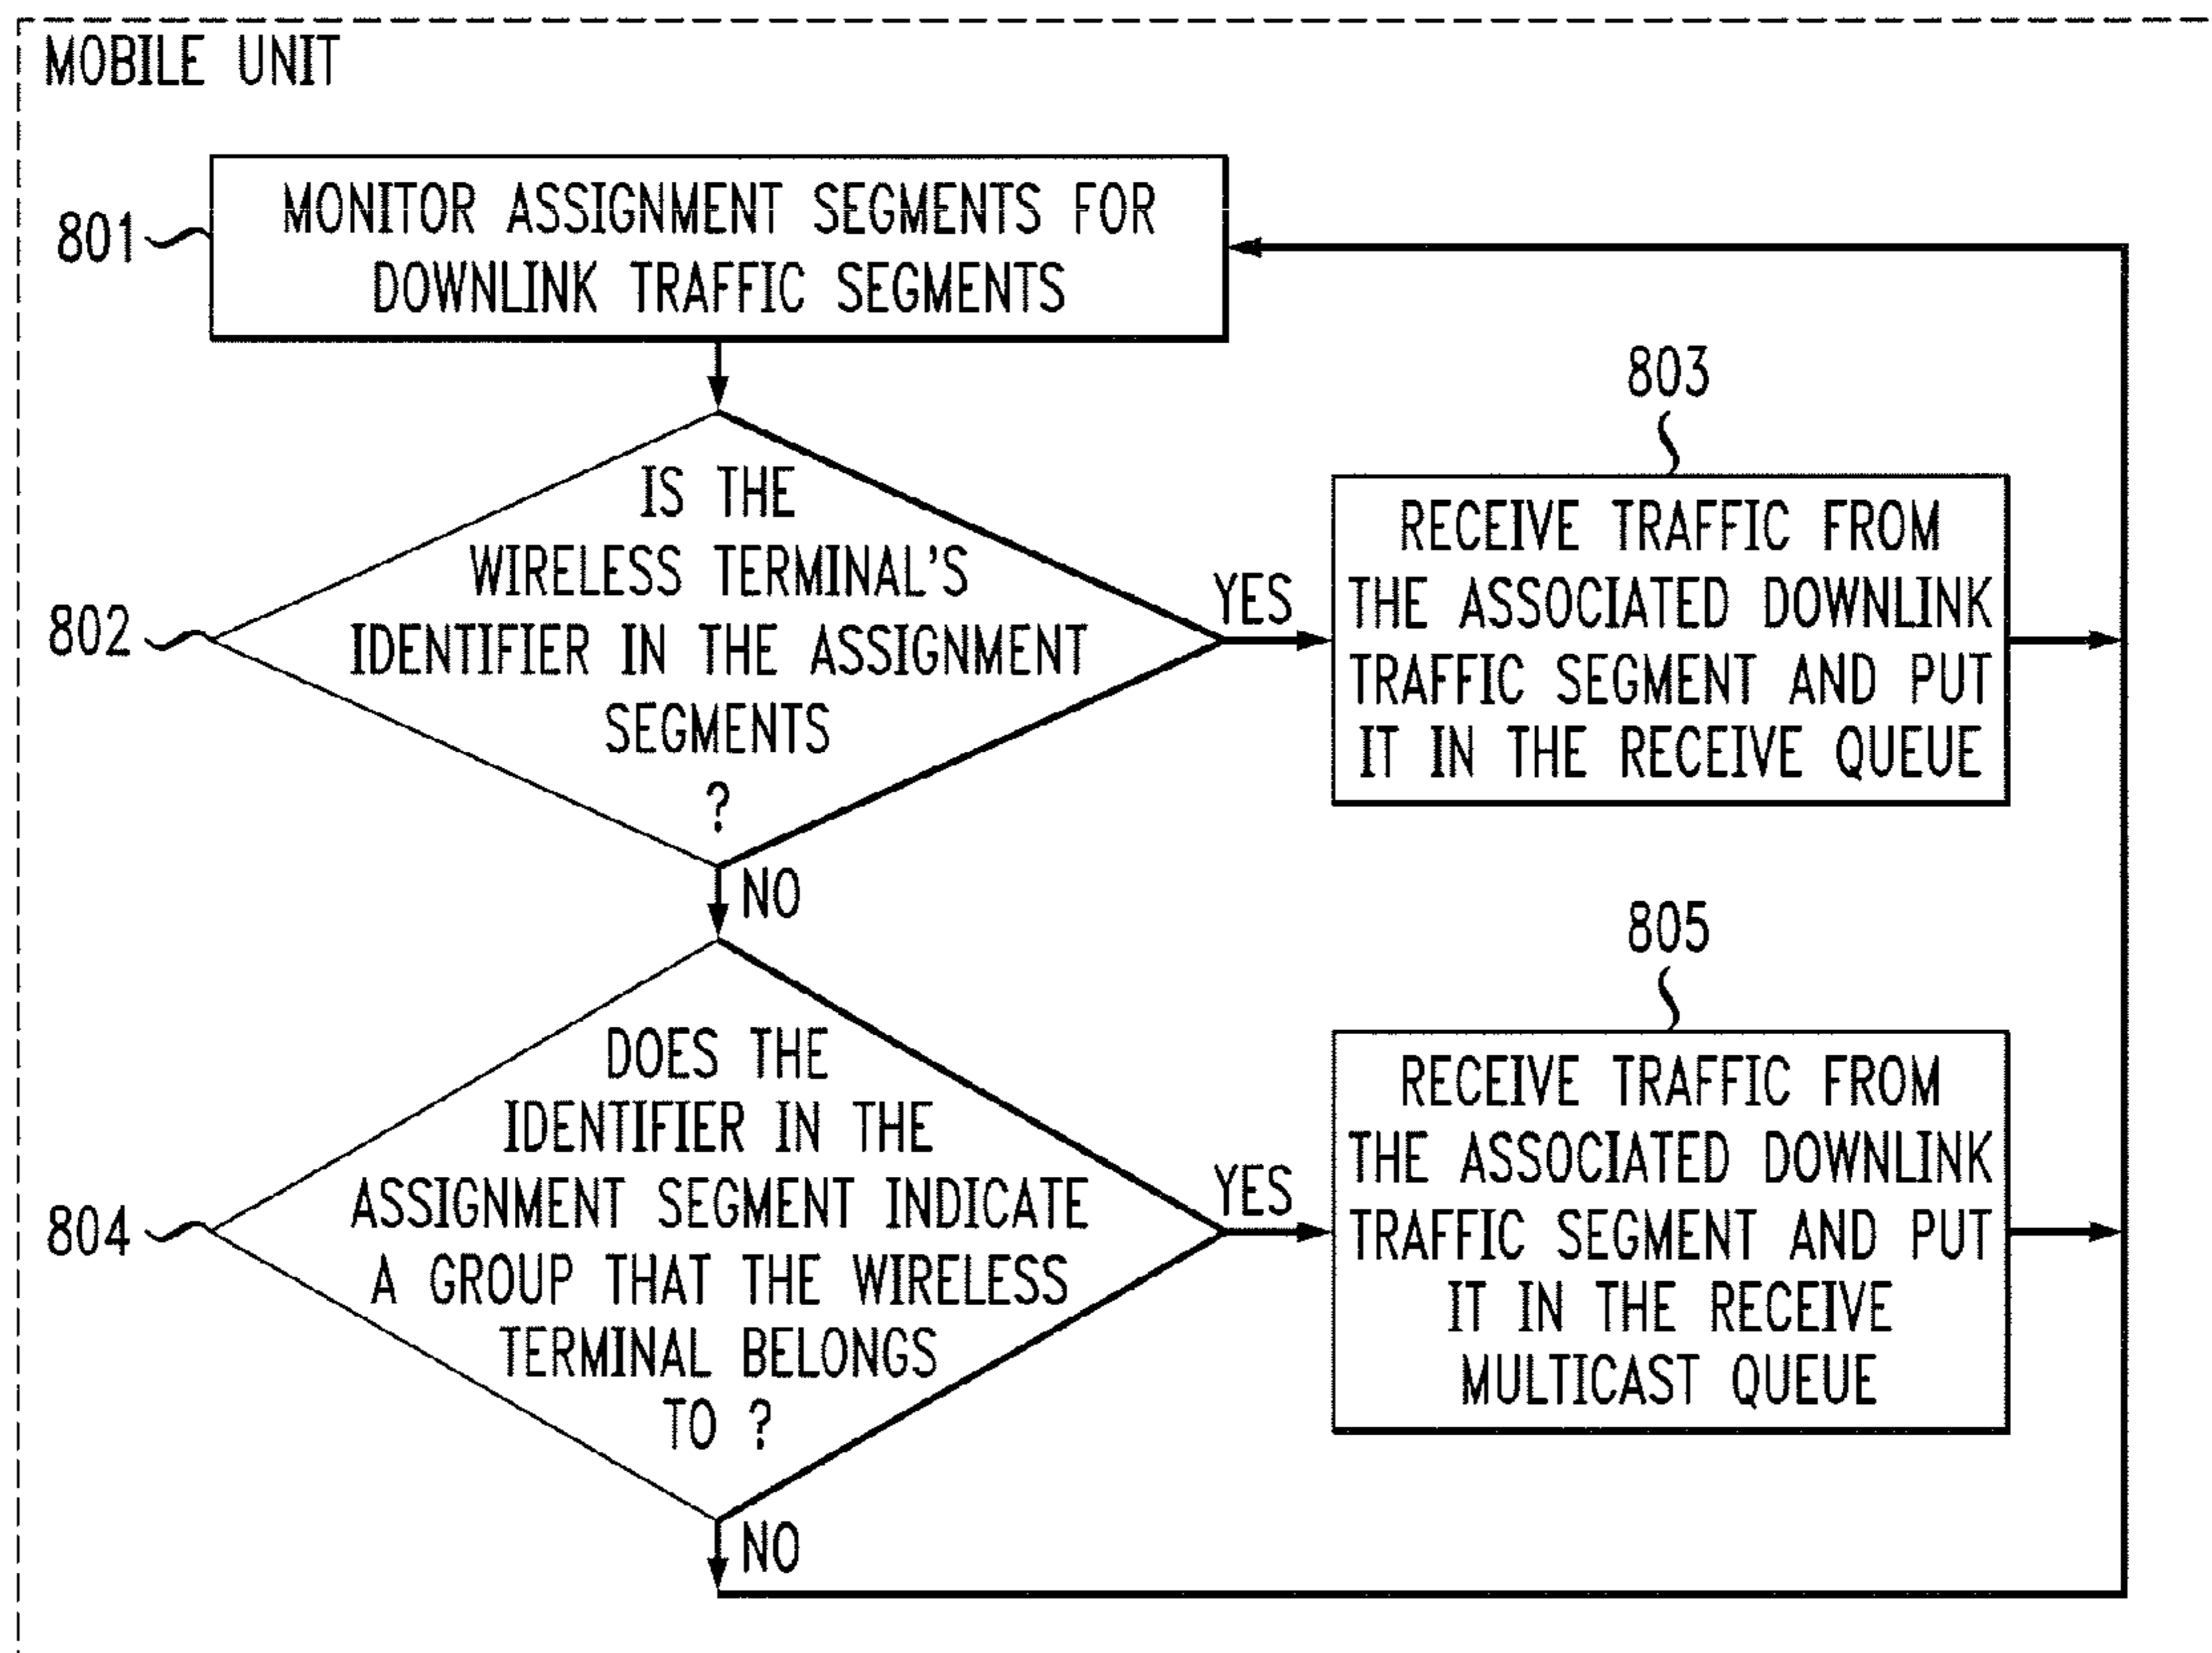 MOBILE UNIT
801
MONITOR ASSIGNMENT SEGMENTS FOR
DOWNLINK TRAFFIC SEGMENTS
802
IS THE
WIRELESS TERMINAL'S
IDENTIFIER IN THE ASSIGNMENT
SEGMENTS
?
YES
NO
803
RECEIVE TRAFFIC FROM
THE ASSOCIATED DOWNLINK
TRAFFIC SEGMENT AND PUT
IT IN THE RECEIVE QUEUE
804
DOES THE
IDENTIFIER IN THE
ASSIGNMENT SEGMENT INDICATE
A GROUP THAT THE WIRELESS
TERMINAL BELONGS
TO ?
YES
NO
805
RECEIVE TRAFFIC FROM
THE ASSOCIATED DOWNLINK
TRAFFIC SEGMENT AND PUT
IT IN THE RECEIVE
MULTICAST QUEUE